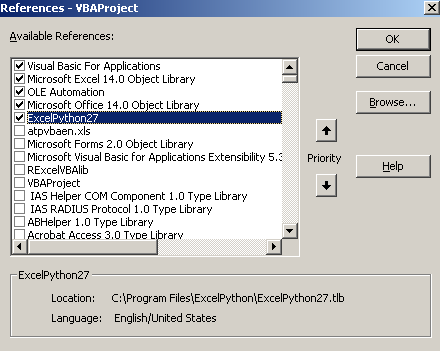 References - VBAProject
Available References:
OK
Visual Basic For Applications
Microsoft Excel 14.0 Object Library
Cancel
OLE Automation
Microsoft Office 14.0 Object Library
Browse...
ExcelPython27
atpvbaen.xls
Microsoft Forms 2.0 Object Library
Microsoft Visual Basic for Applications Extensibility 5.3
Priority
Help
RExcelVBAlib
VBAProject
IAS Helper COM Component 1.0 Type Library
IAS RADIUS Protocol 1.0 Type Library
ABHelper 1.0 Type Library
Acrobat Access 3.0 Type Library
ExcelPython27
Location: C:\Program Files\ExcelPython\ExcelPython27.tlb
Language: English/United States